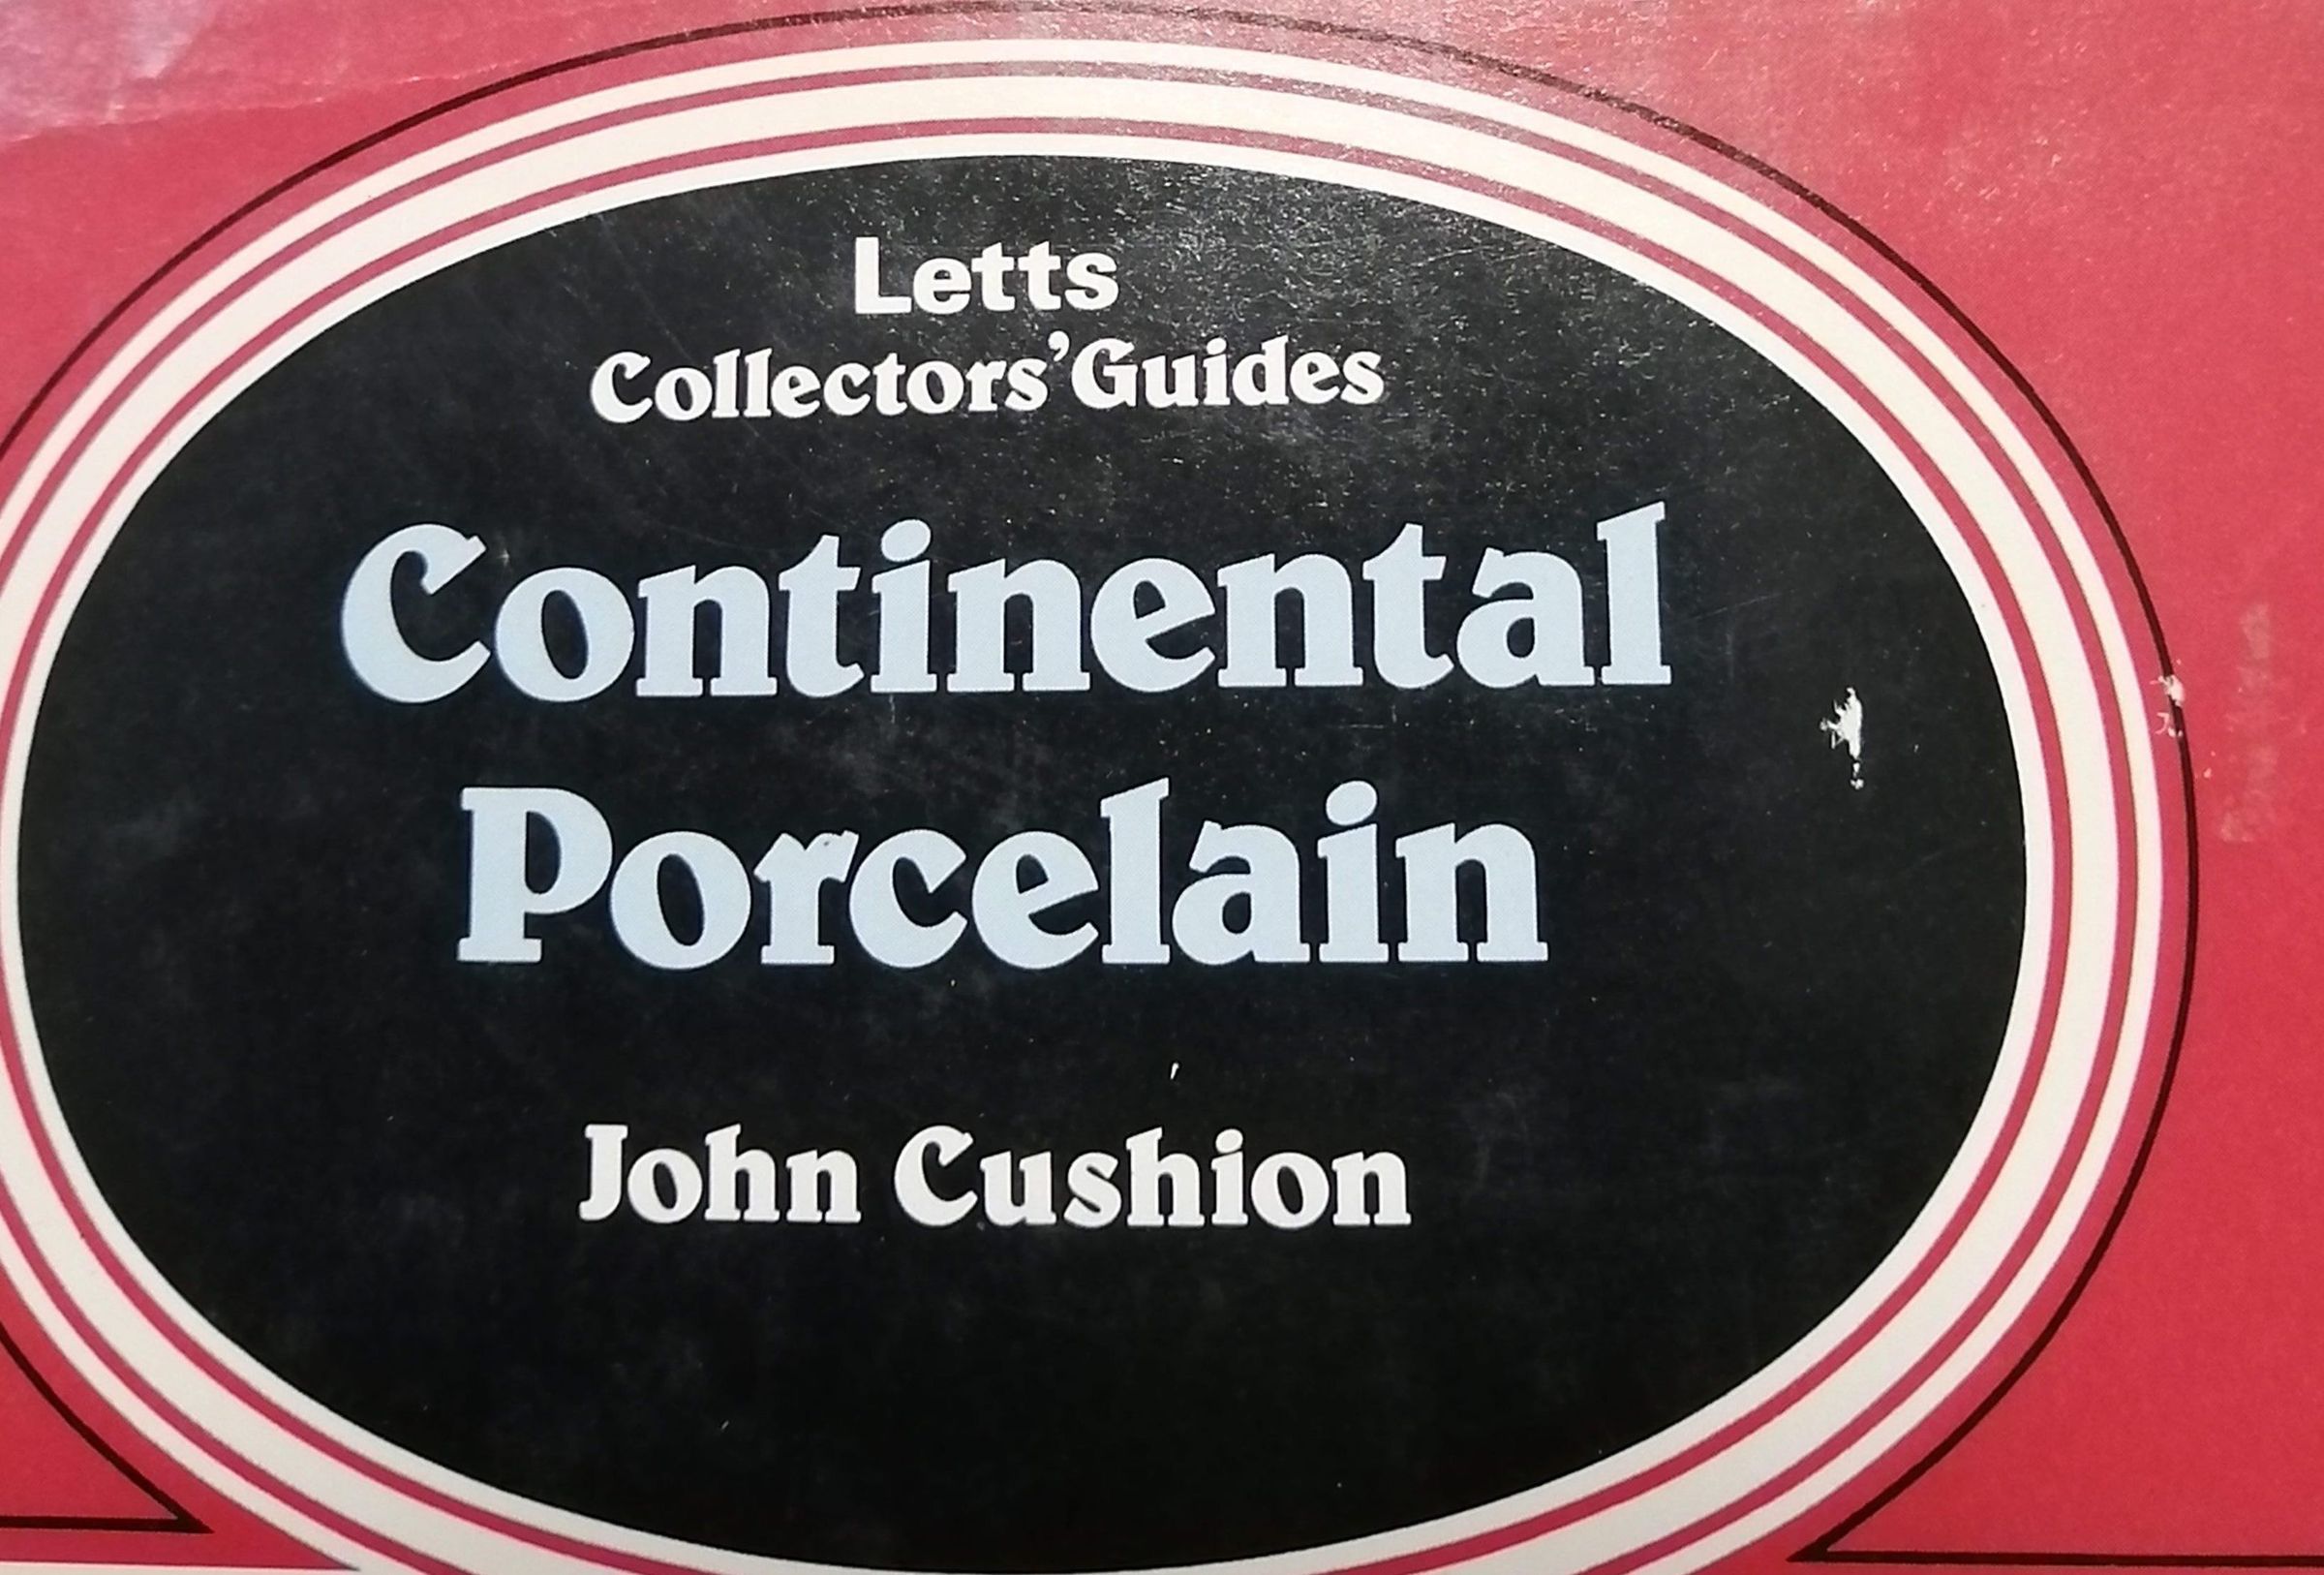 Letts
Collectors' Guides
Continental
Porcelain
John Cushion